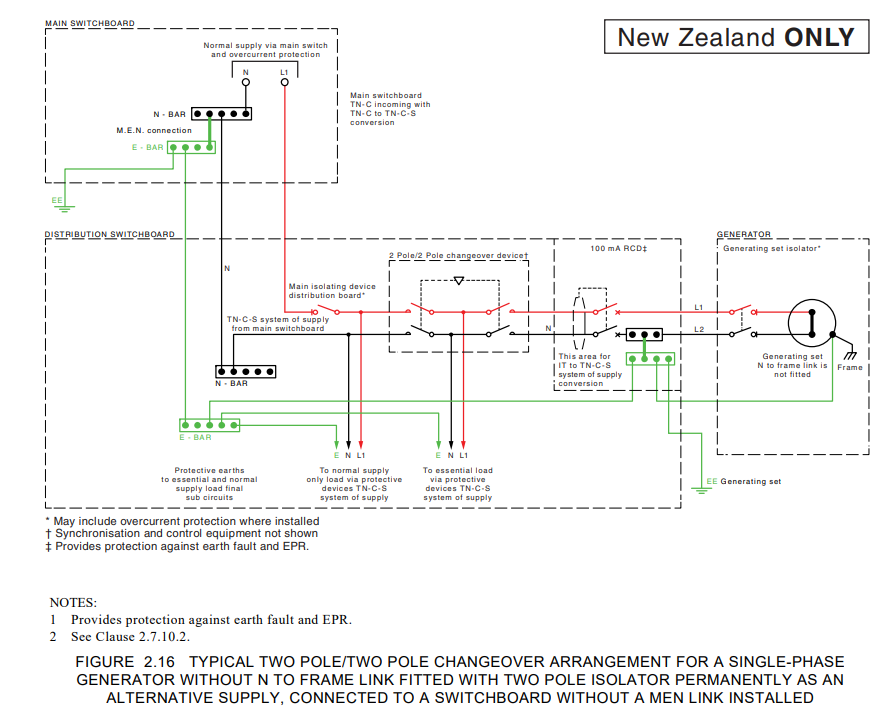 MAIN SWITCHBOARD
New Zealand ONLY
Normal supply via main switch
and overcurrent protection
N
L1
N - BAR
M.E.N. connection
E - BAR
Main switchboard
TN-C incoming with
TN-C to TN-C-S
conversion
EE
DISTRIBUTION SWITCHBOARD
GENERATOR
100 mA RCD‡
Generating set isolator*
2 Pole/2 Pole changeover device†
N
Main isolating device
distribution board*
TN-C-S system of supply
from main switchboard
L1
N
L2
This area for
IT to TN-C-S
system of supply
conversion
Generating set
N to frame link is
not fitted
Frame
N - BAR
E - BAR
E N L1
E N L1
Protective earths
to essential and normal
supply load final
sub circuits
To normal supply
only load via protective
devices TN-C-S
system of supply
To essential load
via protective
devices TN-C-S
system of supply
EE Generating set
* May include overcurrent protection where installed
† Synchronisation and control equipment not shown
‡ Provides protection against earth fault and EPR.
NOTES:
1 Provides protection against earth fault and EPR.
2 See Clause 2.7.10.2.
FIGURE 2.16 TYPICAL TWO POLE/TWO POLE CHANGEOVER ARRANGEMENT FOR A SINGLE-PHASE
GENERATOR WITHOUT N TO FRAME LINK FITTED WITH TWO POLE ISOLATOR PERMANENTLY AS AN
ALTERNATIVE SUPPLY, CONNECTED TO A SWITCHBOARD WITHOUT A MEN LINK INSTALLED